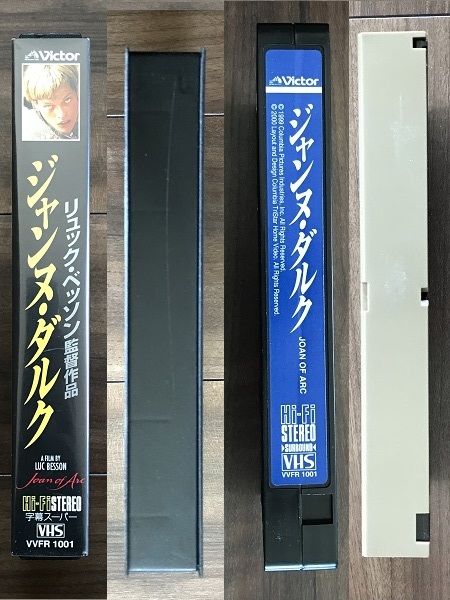 Victor
ジャンヌ・ダルク
リュック・ベッソン監督作品
A FILM BY
LUC BESSON
Joan of Arc
Hi-Fi STEREO
字幕スーパー
VHS
VVFR 1001
Victor
© 1999 Columbia Pictures Industries, Inc. All Rights Reserved.
© 2000 Layout and Design Columbia TriStar Home Video. All Rights Reserved.
ジャンヌ・ダルク
JOAN OF ARC
Hi-Fi
STEREO
SURROUND
VHS
VVFR 1001